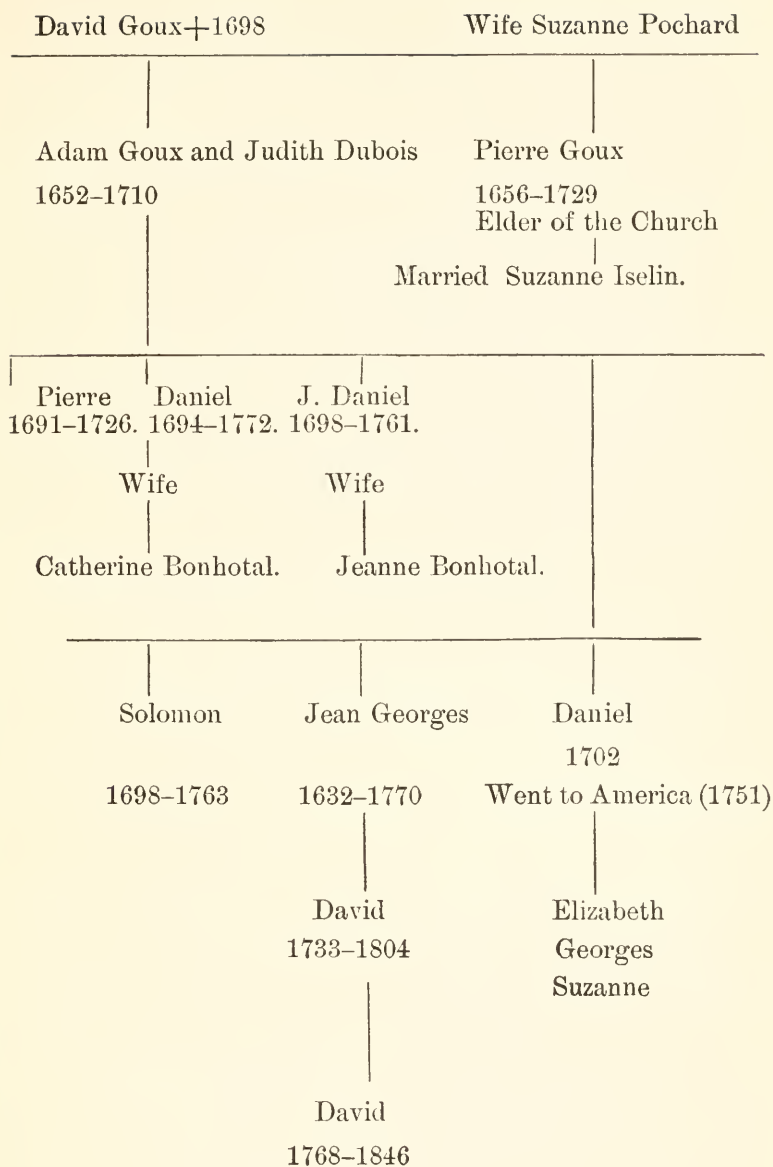 David Goux+1698 Wife Suzanne Pochard
Adam Goux and Judith Dubois Pierre Goux
1652–1710 1656–1729
Elder of the Church
Married Suzanne Iselin.
Pierre Daniel J. Daniel
1691–1726. 1694–1772. 1698–1761.
Wife Wife
Catherine Bonhotal. Jeanne Bonhotal.
Solomon Jean Georges Daniel
1702
1698–1763 1632–1770 Went to America (1751)
David Elizabeth
1733–1804 Georges
Suzanne
David
1768–1846